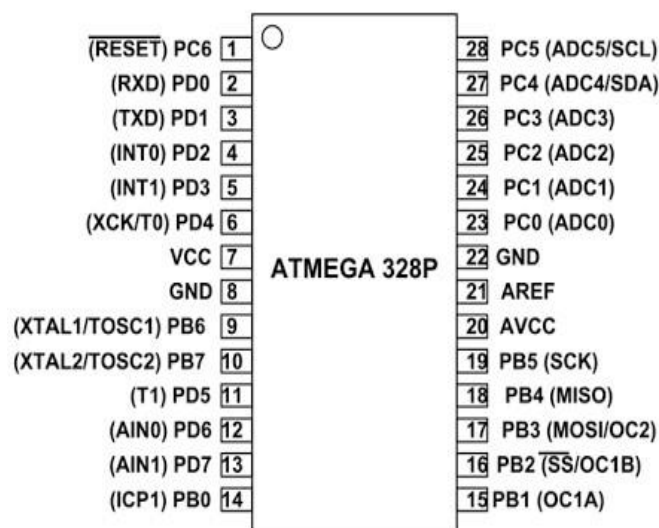 (RESET) PC6 1 28 PC5 (ADC5/SCL)
(RXD) PD0 2 27 PC4 (ADC4/SDA)
(TXD) PD1 3 26 PC3 (ADC3)
(INT0) PD2 4 25 PC2 (ADC2)
(INT1) PD3 5 24 PC1 (ADC1)
(XCK/T0) PD4 6 23 PC0 (ADC0)
VCC 7 22 GND
ATMEGA 328P
GND 8 21 AREF
(XTAL1/TOSC1) PB6 9 20 AVCC
(XTAL2/TOSC2) PB7 10 19 PB5 (SCK)
(T1) PD5 11 18 PB4 (MISO)
(AIN0) PD6 12 17 PB3 (MOSI/OC2)
(AIN1) PD7 13 16 PB2 (SS/OC1B)
(ICP1) PB0 14 15 PB1 (OC1A)